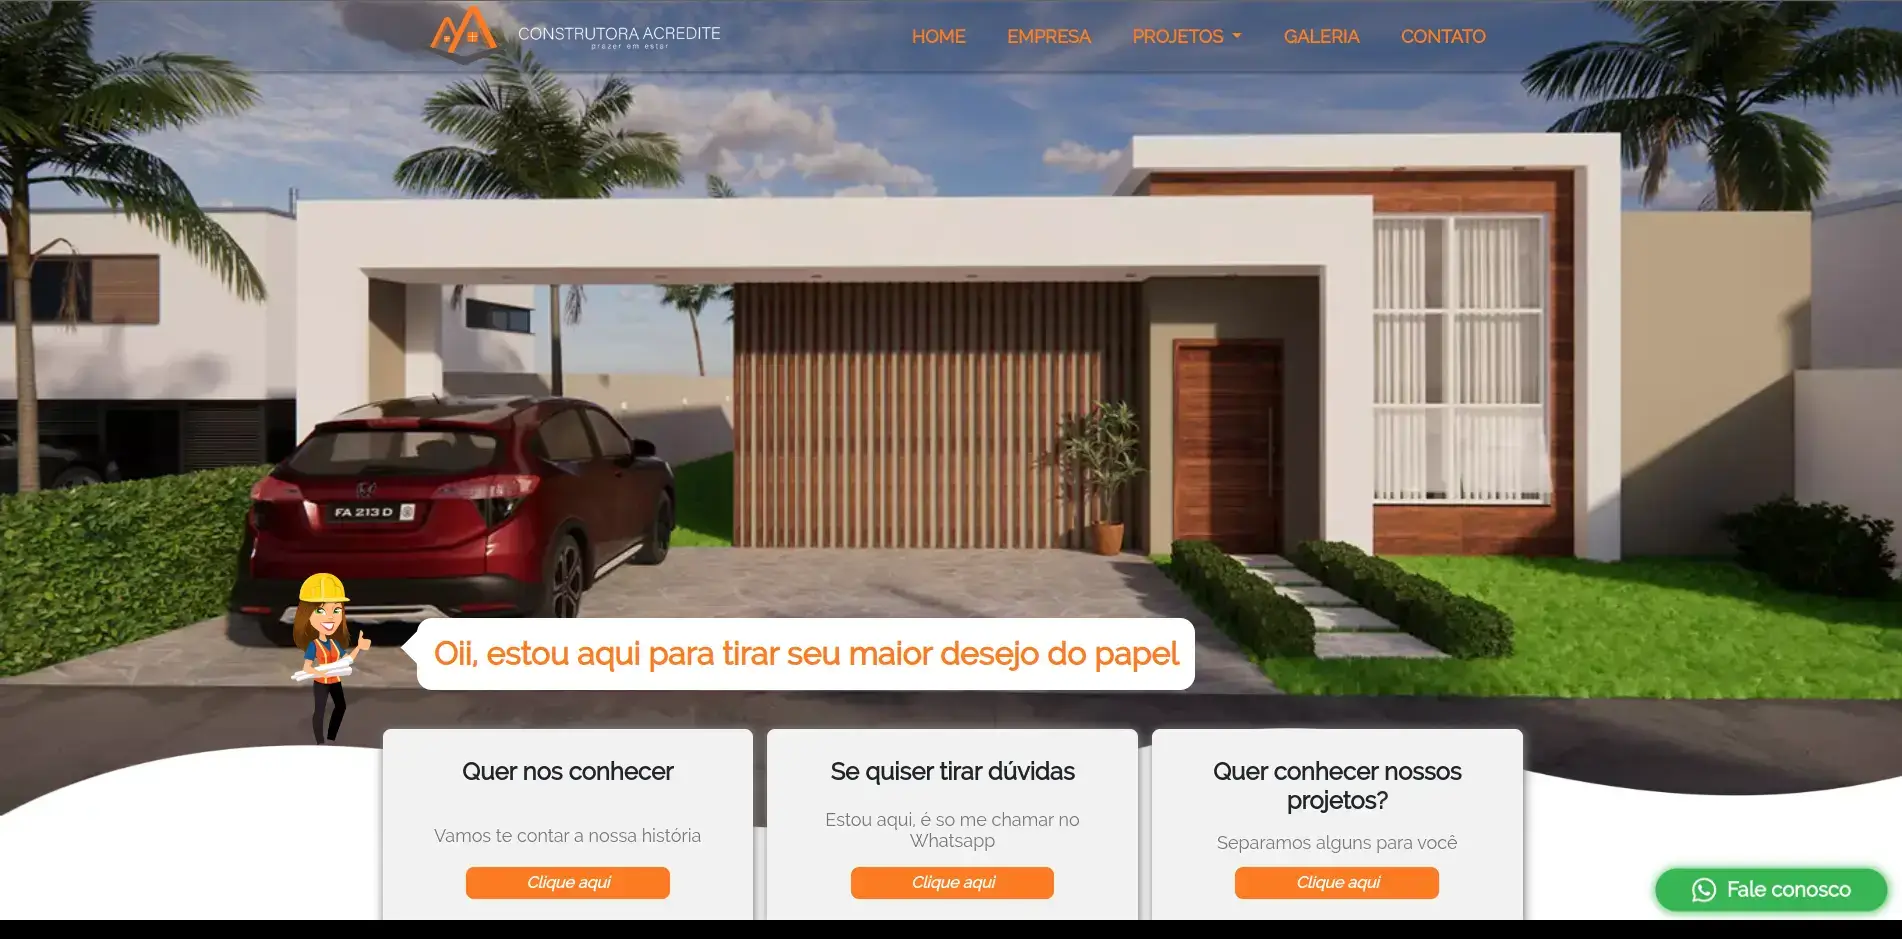 CONSTRUTORA ACREDITE
prazer em estar
HOME
EMPRESA
PROJETOS
GALERIA
CONTATO
FA 213 D
Oii, estou aqui para tirar seu maior desejo do papel
Quer nos conhecer
Vamos te contar a nossa história
Clique aqui
Se quiser tirar dúvidas
Estou aqui, é so me chamar no
Whatsapp
Clique aqui
Quer conhecer nossos
projetos?
Separamos alguns para você
Clique aqui
Fale conosco